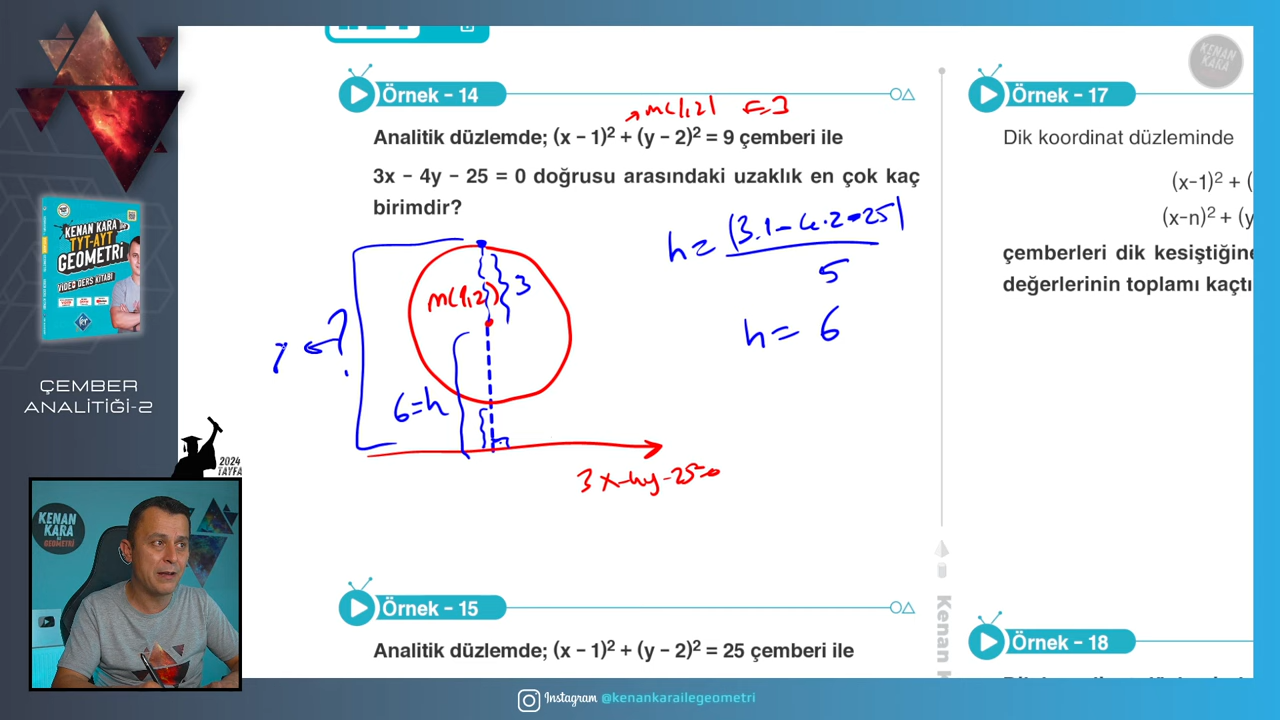 KENAN
KARA
Örnek - 14
m(1,2) r=3
Analitik düzlemde; (x − 1)² + (y − 2)² = 9 çemberi ile
3x − 4y − 25 = 0 doğrusu arasındaki uzaklık en çok kaç
birimdir?
h = |3.1 − 4.2 − 25|
5
h = 6
m(1,2)
3
?
6=h
3x-4y-25=0
Örnek - 15
Analitik düzlemde; (x − 1)² + (y − 2)² = 25 çemberi ile
Örnek - 17
Dik koordinat düzleminde
(x−1)² + (
(x−n)² + (y
çemberleri dik kesiştiğine
değerlerinin toplamı kaçtı
Örnek - 18
Kenan
KENAN KARA
TYT-AYT
GEOMETRİ
VİDEO DERS KİTABI
ÇEMBER
ANALİTİĞİ-2
2024
TAYFA
KENAN
KARA
GEOMETRİ
Instagram @kenankarailegeometri